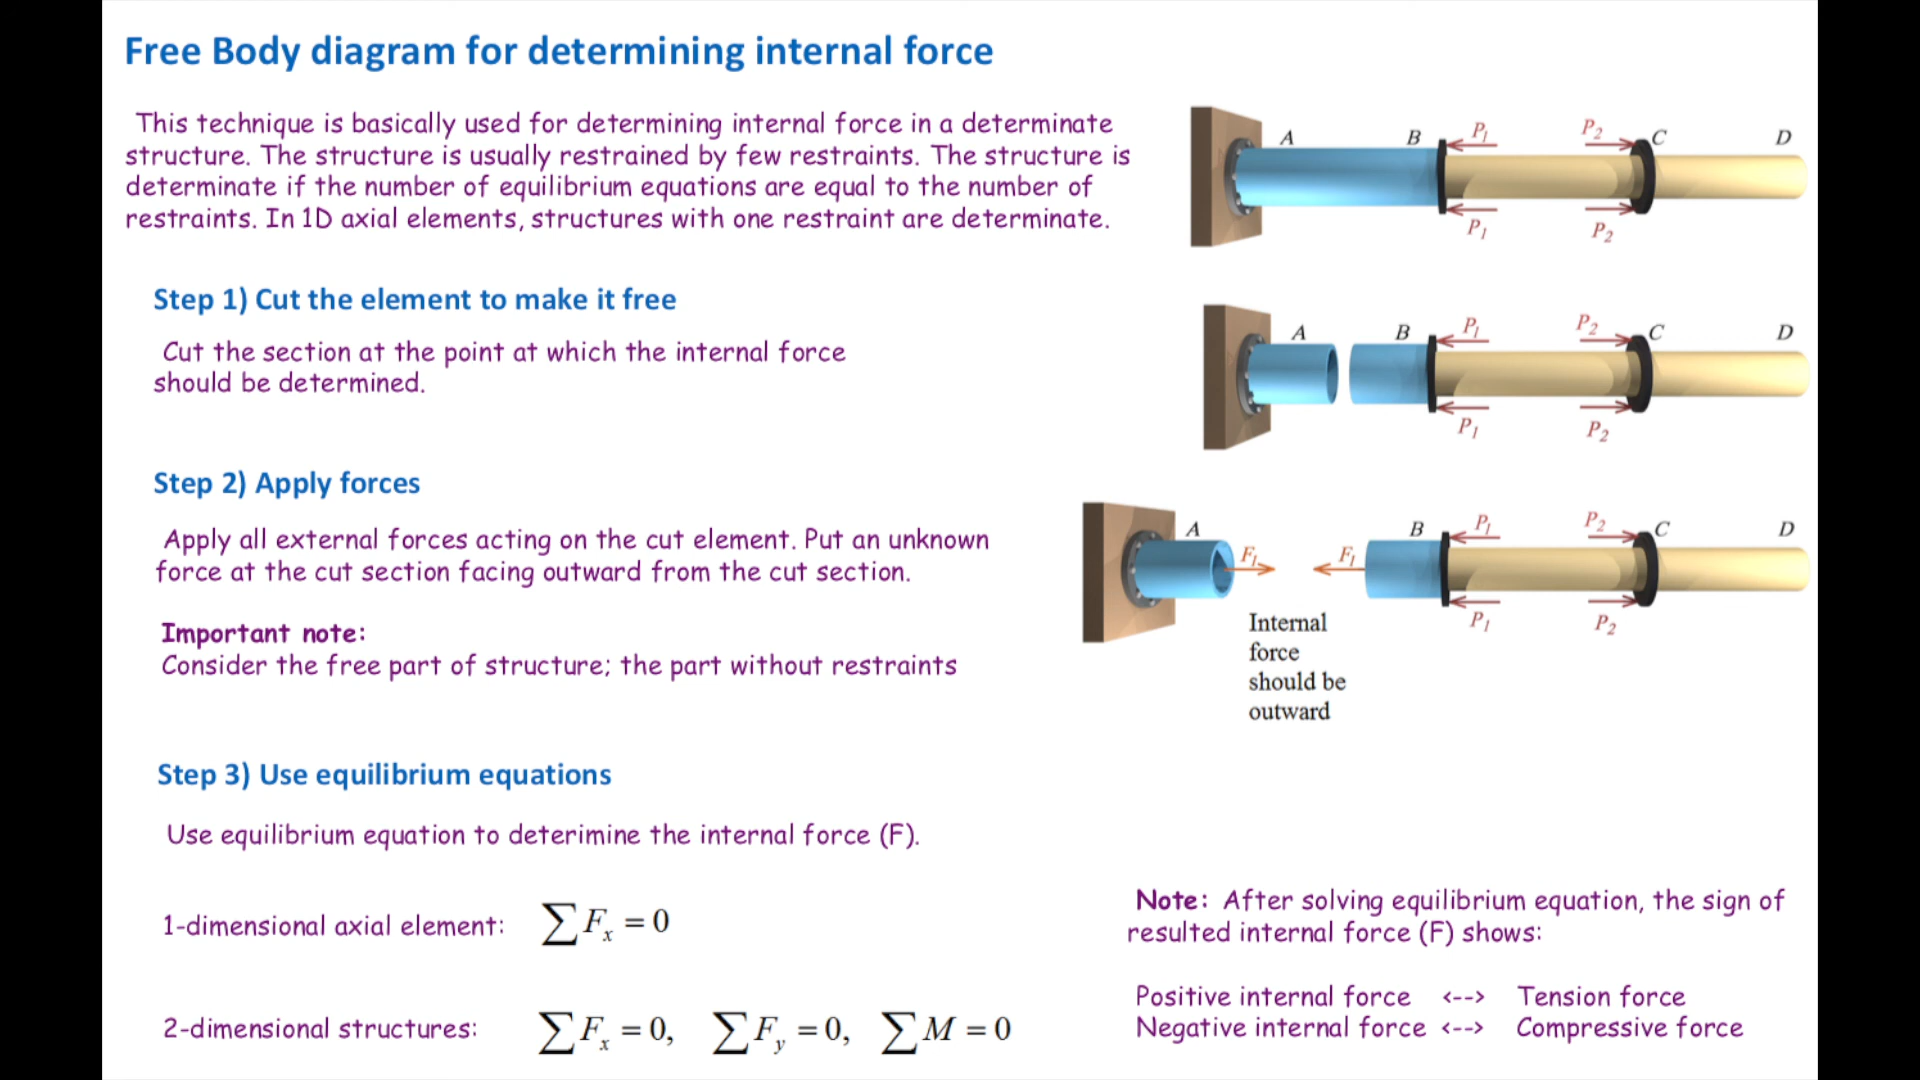 Free Body diagram for determining internal force
This technique is basically used for determining internal force in a determinate
structure. The structure is usually restrained by few restraints. The structure is
determinate if the number of equilibrium equations are equal to the number of
restraints. In 1D axial elements, structures with one restraint are determinate.
A B P1 P2 C D
P1 P2
Step 1) Cut the element to make it free
Cut the section at the point at which the internal force
should be determined.
A B P1 P2 C D
P1 P2
Step 2) Apply forces
Apply all external forces acting on the cut element. Put an unknown
force at the cut section facing outward from the cut section.
Important note:
Consider the free part of structure; the part without restraints
A F1 F1 B P1 P2 C D
P1 P2
Internal
force
should be
outward
Step 3) Use equilibrium equations
Use equilibrium equation to deterimine the internal force (F).
1-dimensional axial element: ∑Fx = 0
2-dimensional structures: ∑Fx = 0, ∑Fy = 0, ∑M = 0
Note: After solving equilibrium equation, the sign of
resulted internal force (F) shows:
Positive internal force <--> Tension force
Negative internal force <--> Compressive force